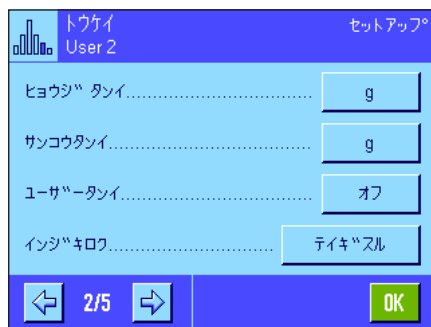 トウケイ
セットアップ
User 2
ヒョウジ タンイ.................................. g
サンコウタンイ..................................... g
ユーザータンイ................................... オフ
インジキロク............................ テイギスル
2/5
OK